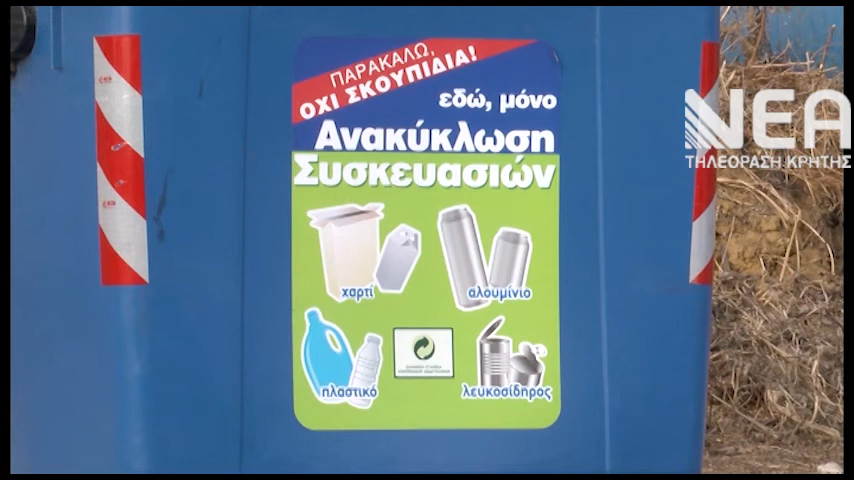 ΠΑΡΑΚΑΛΩ,
ΟΧΙ ΣΚΟΥΠΙΔΙΑ!
εδώ, μόνο
Ανακύκλωση
Συσκευασιών
χαρτί
αλουμίνιο
πλαστικό
λευκοσίδηρος
ΝΕΑ
ΤΗΛΕΟΡΑΣΗ ΚΡΗΤΗΣ